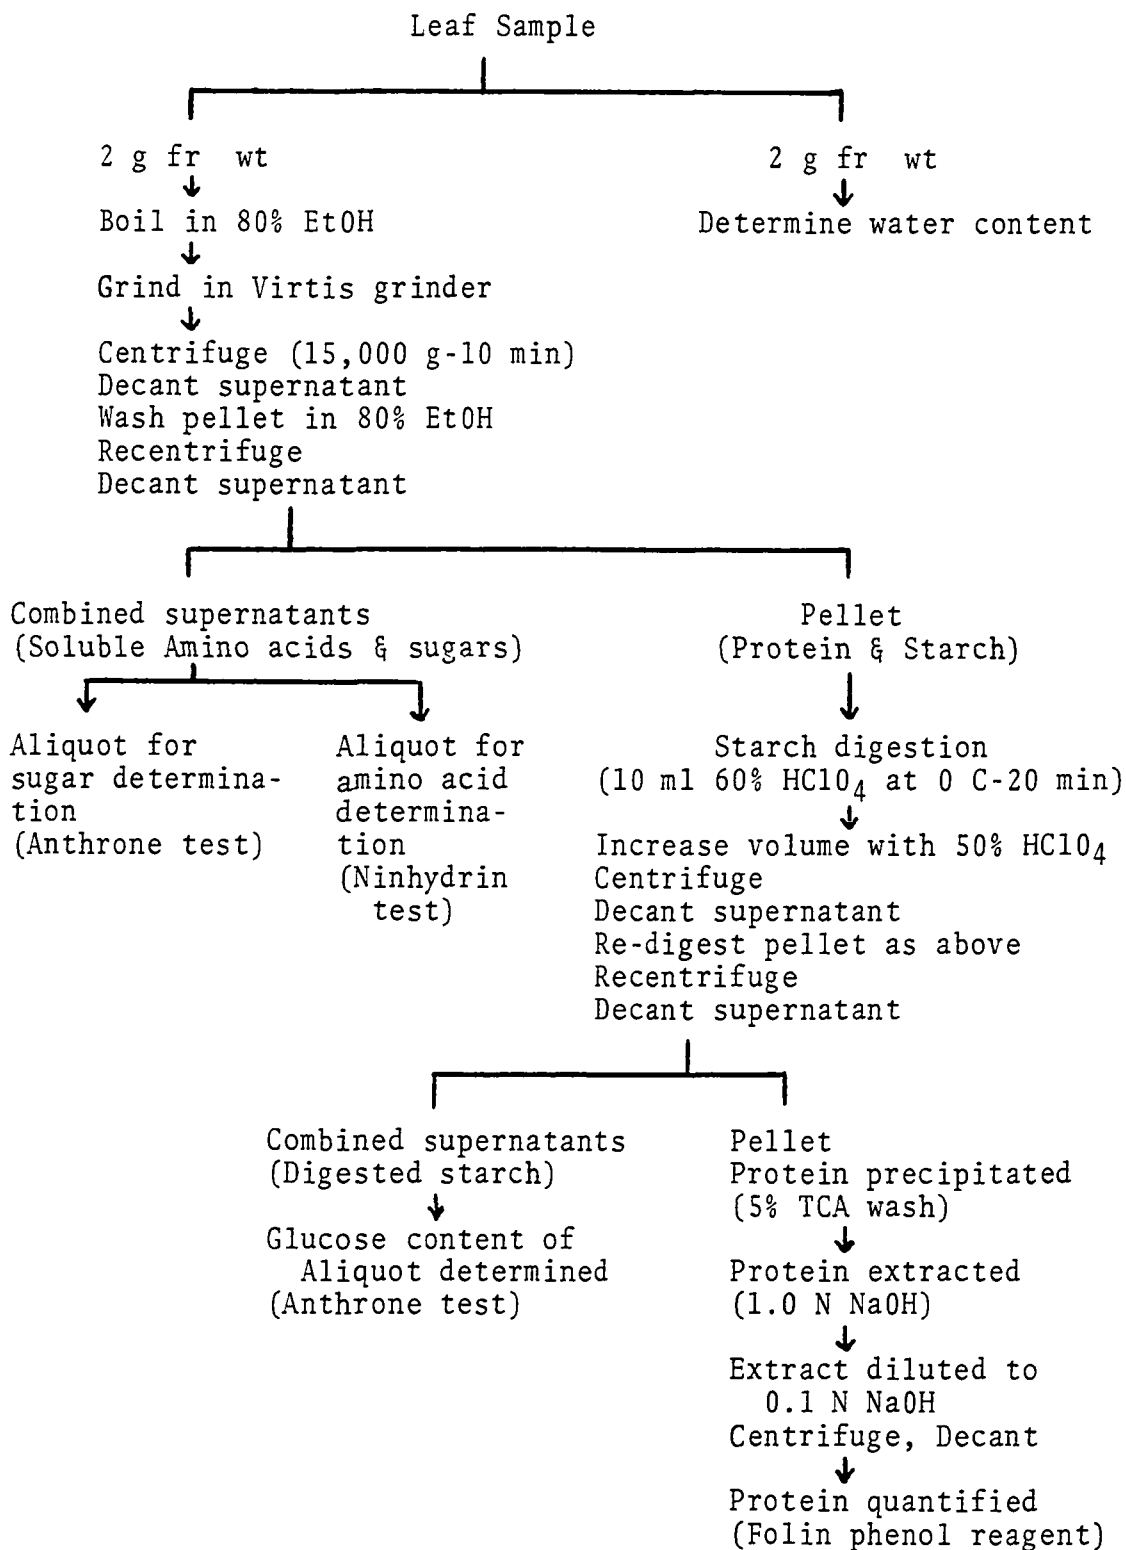 Leaf Sample
2 g fr wt
2 g fr wt
Boil in 80% EtOH
Determine water content
Grind in Virtis grinder
Centrifuge (15,000 g-10 min)
Decant supernatant
Wash pellet in 80% EtOH
Recentrifuge
Decant supernatant
Combined supernatants
(Soluble Amino acids & sugars)
Pellet
(Protein & Starch)
Aliquot for
sugar determina-
tion
(Anthrone test)
Aliquot for
amino acid
determina-
tion
(Ninhydrin
test)
Starch digestion
(10 ml 60% HClO4 at 0 C-20 min)
Increase volume with 50% HClO4
Centrifuge
Decant supernatant
Re-digest pellet as above
Recentrifuge
Decant supernatant
Combined supernatants
(Digested starch)
Glucose content of
Aliquot determined
(Anthrone test)
Pellet
Protein precipitated
(5% TCA wash)
Protein extracted
(1.0 N NaOH)
Extract diluted to
0.1 N NaOH
Centrifuge, Decant
Protein quantified
(Folin phenol reagent)